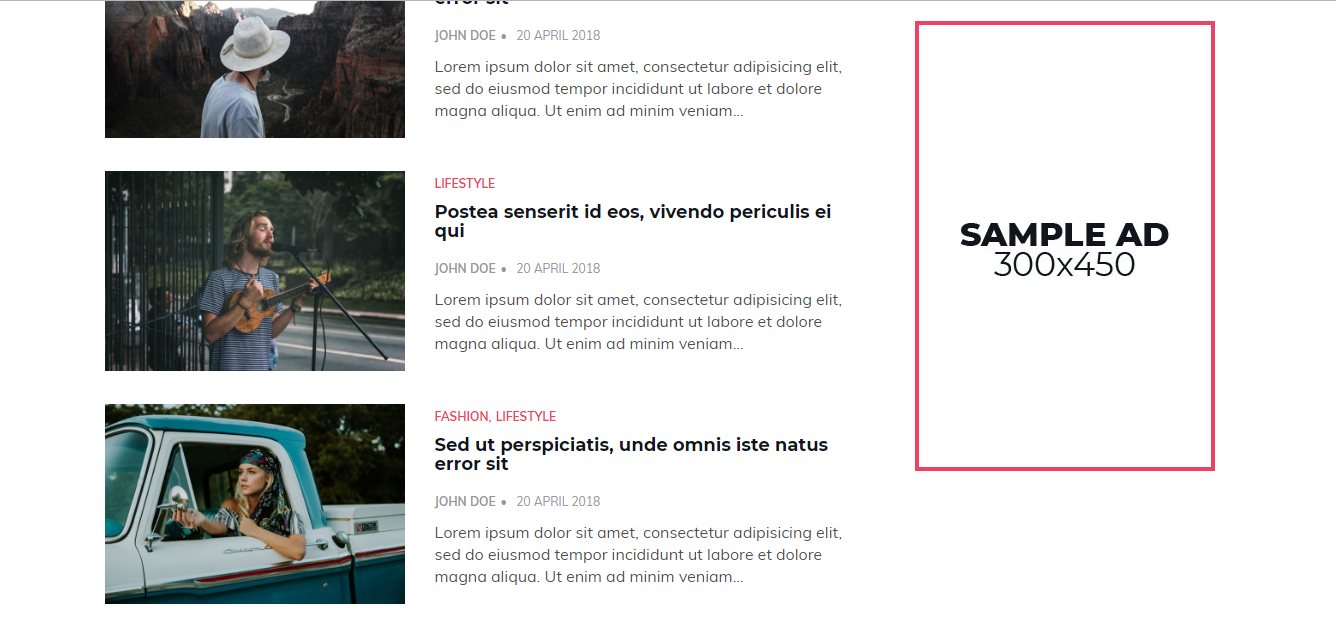 error sit
JOHN DOE • 20 APRIL 2018
Lorem ipsum dolor sit amet, consectetur adipisicing elit,
sed do eiusmod tempor incididunt ut labore et dolore
magna aliqua. Ut enim ad minim veniam...
LIFESTYLE
Postea senserit id eos, vivendo periculis ei
qui
JOHN DOE • 20 APRIL 2018
Lorem ipsum dolor sit amet, consectetur adipisicing elit,
sed do eiusmod tempor incididunt ut labore et dolore
magna aliqua. Ut enim ad minim veniam...
FASHION, LIFESTYLE
Sed ut perspiciatis, unde omnis iste natus
error sit
JOHN DOE • 20 APRIL 2018
Lorem ipsum dolor sit amet, consectetur adipisicing elit,
sed do eiusmod tempor incididunt ut labore et dolore
magna aliqua. Ut enim ad minim veniam...
SAMPLE AD
300x450